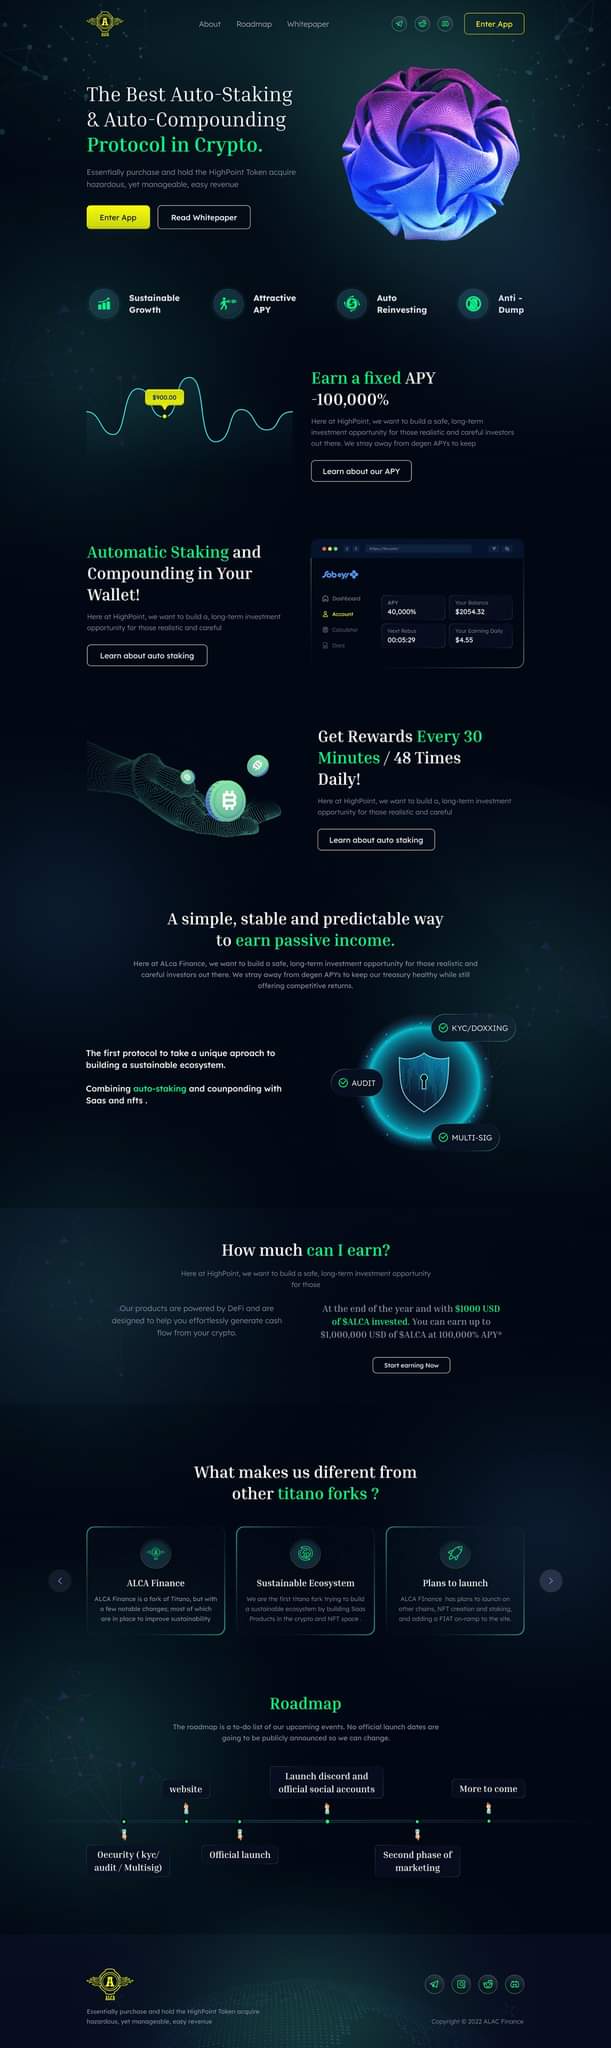 A
ALCA
About
Roadmap
Whitepaper
Enter App
The Best Auto-Staking
& Auto-Compounding
Protocol in Crypto.
Essentially purchase and hold the HighPoint Token acquire
hazardous, yet manageable, easy revenue
Enter App
Read Whitepaper
Sustainable
Growth
Attractive
APY
Auto
Reinvesting
Anti -
Dump
$900.00
Earn a fixed APY
-100,000%
Here at HighPoint, we want to build a safe, long-term
investment opportunity for those realistic and careful investors
out there. We stray away from degen APYs to keep
Learn about our APY
Automatic Staking and
Compounding in Your
Wallet!
Here at HighPoint, we want to build a, long-term investment
opportunity for those realistic and careful
Learn about auto staking
Dashboard
Account
Calculator
Docs
APY
40,000%
Your Balance
$2054.32
Next Rebus
00:05:29
Your Earning Daily
$4.55
Get Rewards Every 30
Minutes / 48 Times
Daily!
Here at HighPoint, we want to build a, long-term investment
opportunity for those realistic and careful
Learn about auto staking
A simple, stable and predictable way
to earn passive income.
Here at ALca Finance, we want to build a safe, long-term investment opportunity for those realistic and
careful investors out there. We stray away from degen APYs to keep our treasury healthy while still
offering competitive returns.
The first protocol to take a unique aproach to
building a sustainable ecosystem.
Combining auto-staking and counponding with
Saas and nfts .
KYC/DOXXING
AUDIT
MULTI-SIG
How much can I earn?
Here at HighPoint, we want to build a safe, long-term investment opportunity
for those
.Our products are powered by DeFi and are
designed to help you effortlessly generate cash
flow from your crypto.
At the end of the year and with $1000 USD
of $ALCA invested. You can earn up to
$1,000,000 USD of $ALCA at 100,000% APY*
Start earning Now
What makes us diferent from
other titano forks ?
ALCA Finance
ALCA Finance is a fork of Titano, but with
a few notable changes; most of which
are in place to improve sustainability
Sustainable Ecosystem
We are the first titano fork trying to build
a sustainable ecosystem by building Saas
Products in the crypto and NFT space
Plans to launch
ALCA FInance has plans to launch on
other chains, NFT creation and staking,
and adding a FIAT on-ramp to the site.
Roadmap
The roadmap is a to-do list of our upcoming events. No official launch dates are
going to be publicly announced so we can change.
website
Launch discord and
official social accounts
More to come
Oecurity ( kyc/
audit / Multisig)
Official launch
Second phase of
marketing
A
ALCA
Essentially purchase and hold the HighPoint Token acquire
hazardous, yet manageable, easy revenue
Copyright © 2022 ALAC Finance